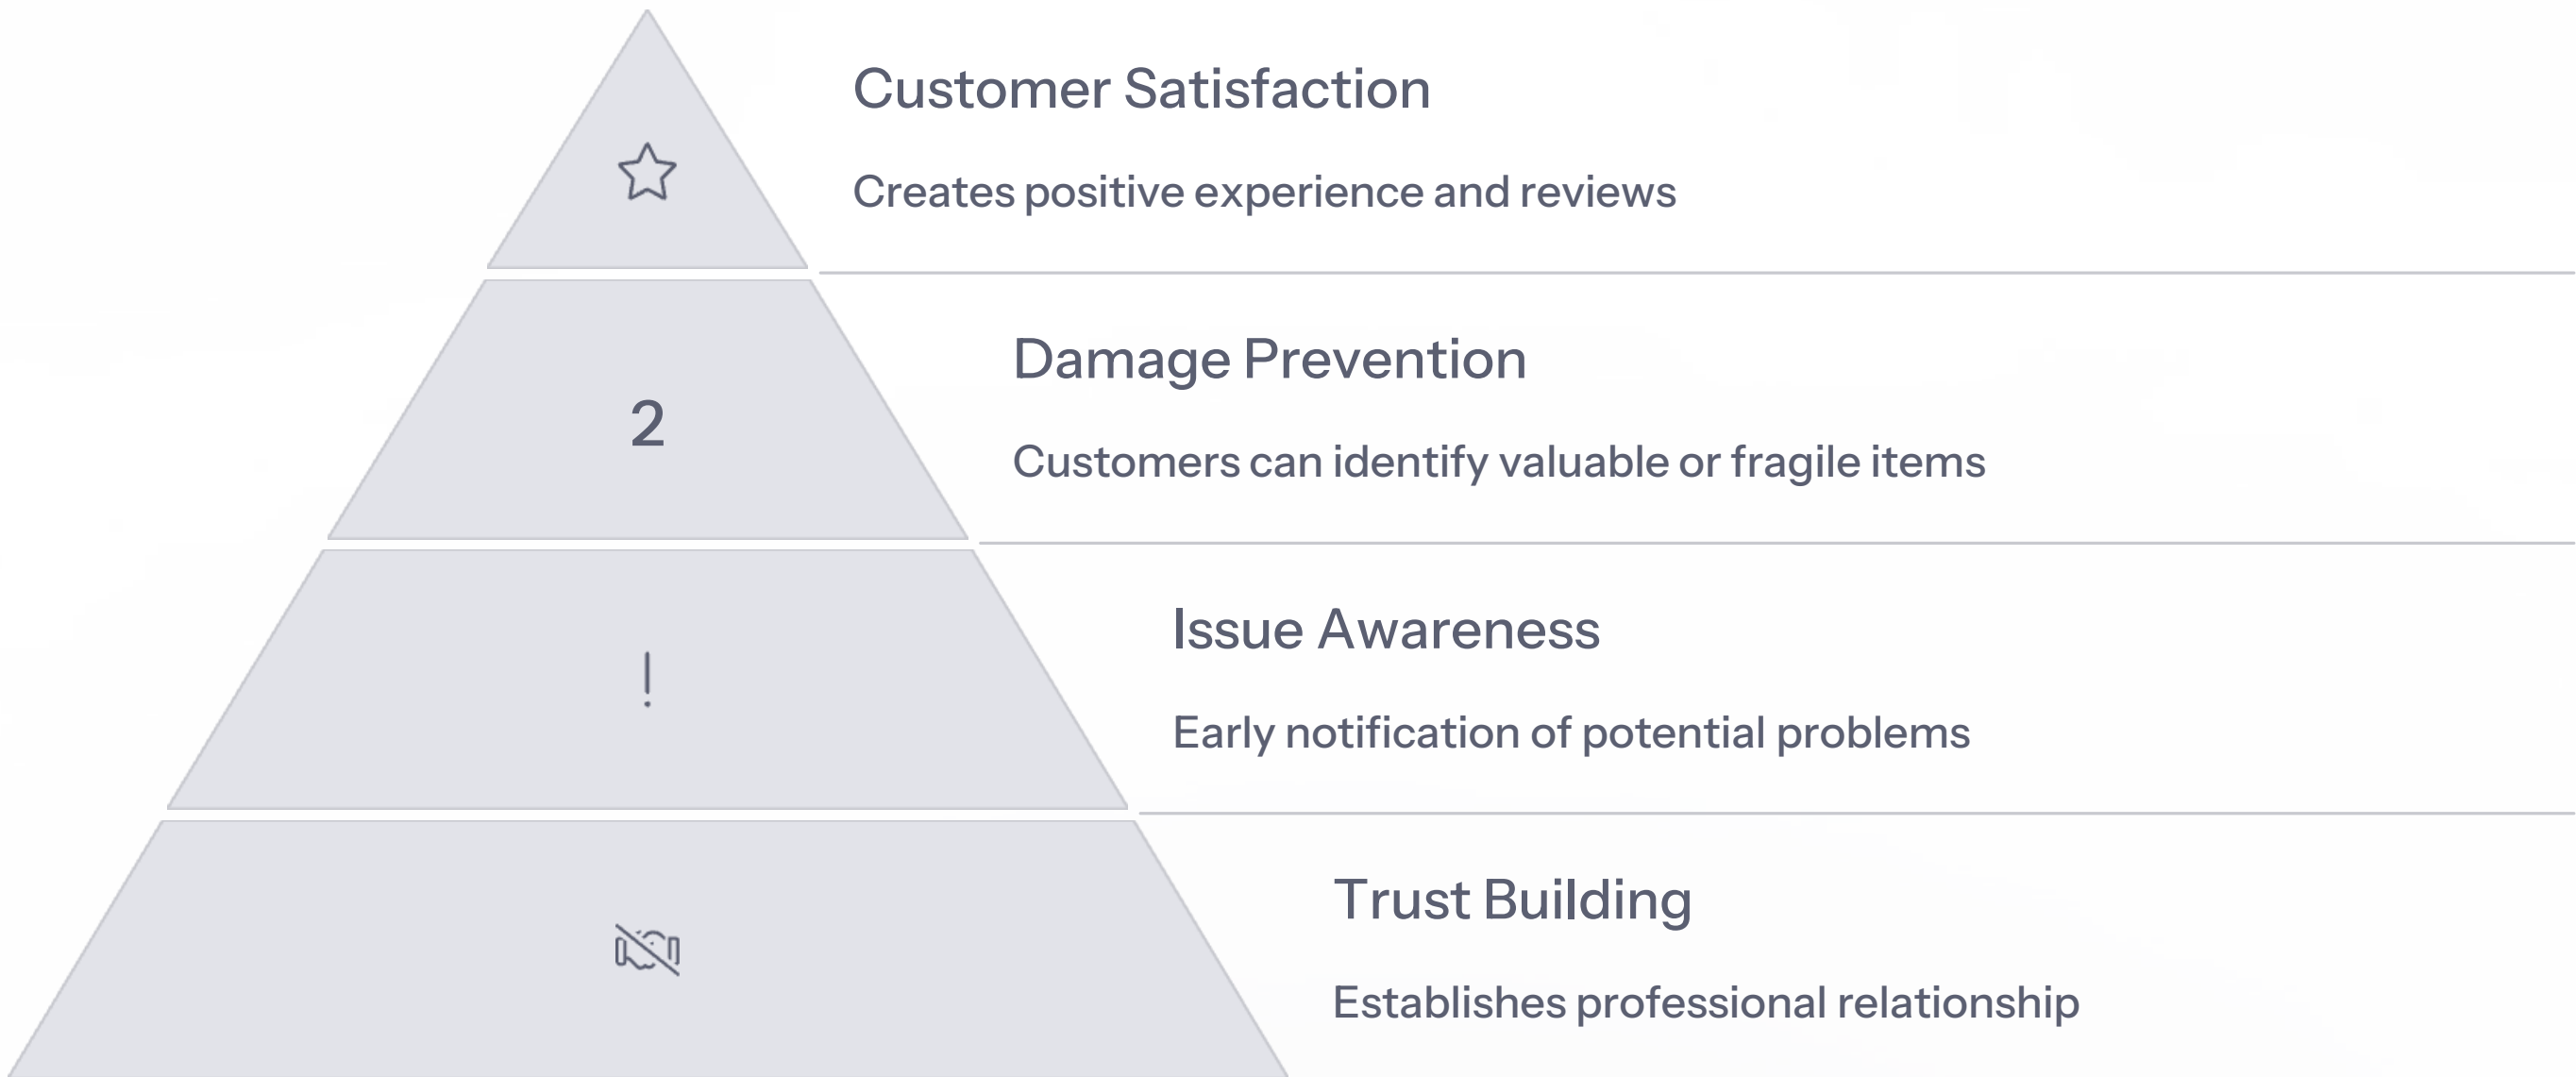 Customer Satisfaction
Creates positive experience and reviews
2
Damage Prevention
Customers can identify valuable or fragile items
!
Issue Awareness
Early notification of potential problems
Trust Building
Establishes professional relationship